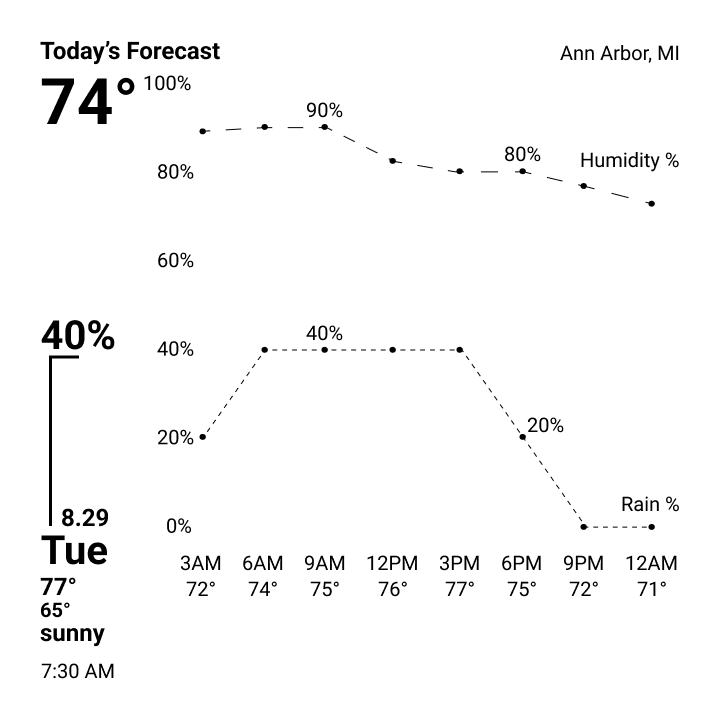 Today's Forecast
Ann Arbor, MI
74°
100%
90%
80%
Humidity %
80%
60%
40%
40%
40%
20%
20%
Rain %
0%
8.29
Tue
77°
65°
sunny
7:30 AM
3AM 6AM 9AM 12PM 3PM 6PM 9PM 12AM
72° 74° 75° 76° 77° 75° 72° 71°